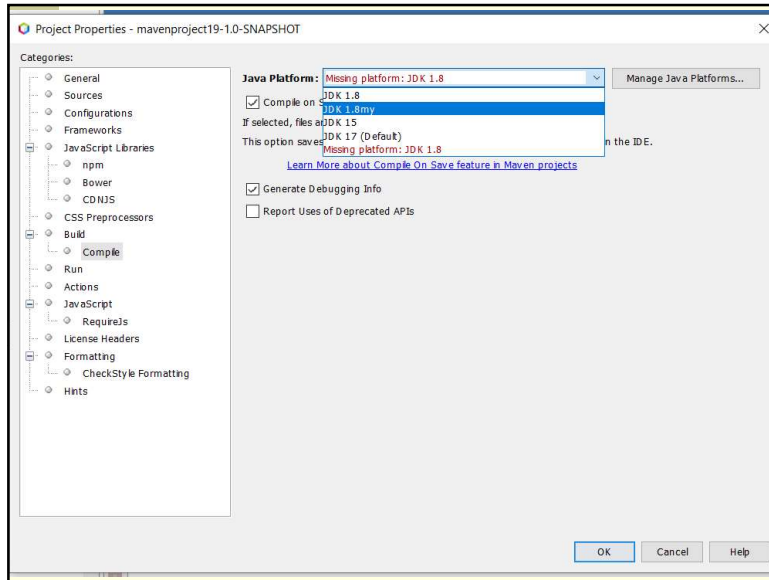 Project Properties - mavenproject19-1.0-SNAPSHOT
Categories:
General
Sources
Configurations
Frameworks
JavaScript Libraries
npm
Bower
CDNJS
CSS Preprocessors
Build
Compile
Run
Actions
JavaScript
RequireJs
License Headers
Formatting
CheckStyle Formatting
Hints
Java Platform: Missing platform: JDK 1.8
Manage Java Platforms...
JDK 1.8
JDK 1.8my
JDK 15
JDK 17 (Default)
Missing platform: JDK 1.8
Compile on S
If selected, files a
This option saves n the IDE.
Learn More about Compile On Save feature in Maven projects
Generate Debugging Info
Report Uses of Deprecated APIs
OK Cancel Help